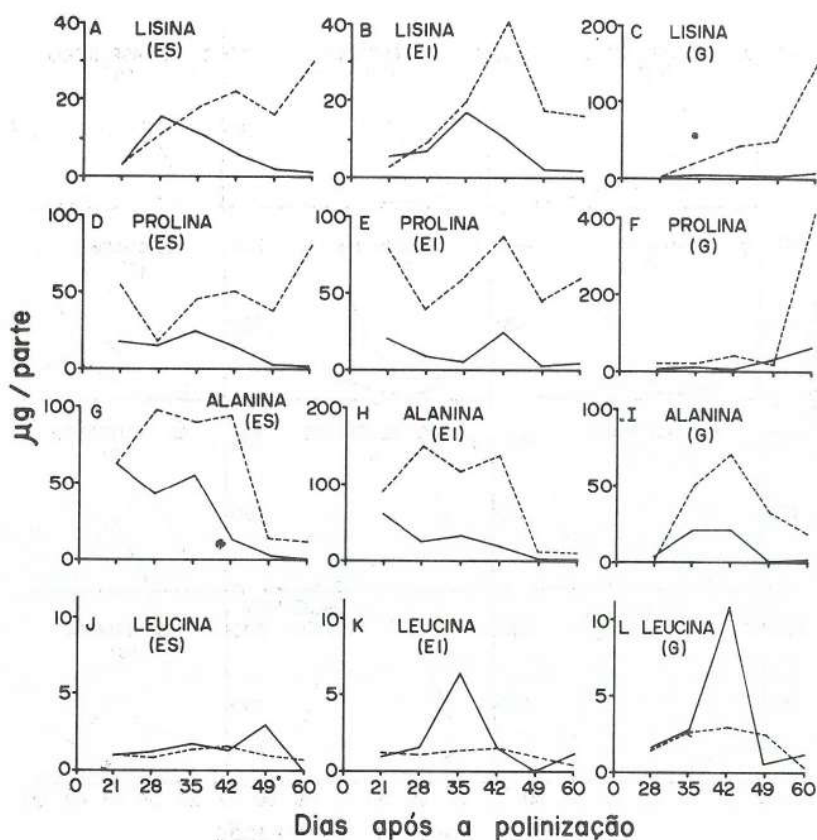 A LISINA (ES)
40
20
0
B LISINA (EI)
40
20
0
C LISINA (G)
200
100
0
D PROLINA (ES)
100
50
0
E PROLINA (EI)
100
50
0
F PROLINA (G)
400
200
0
G ALANINA (ES)
100
50
0
H ALANINA (EI)
200
100
0
I ALANINA (G)
100
50
0
J LEUCINA (ES)
10
5
0
K LEUCINA (EI)
10
5
0
L LEUCINA (G)
10
5
0
µg / parte
0 21 28 35 42 49 60
0 21 28 35 42 49 60
0 28 35 42 49 60
Dias após a polinização